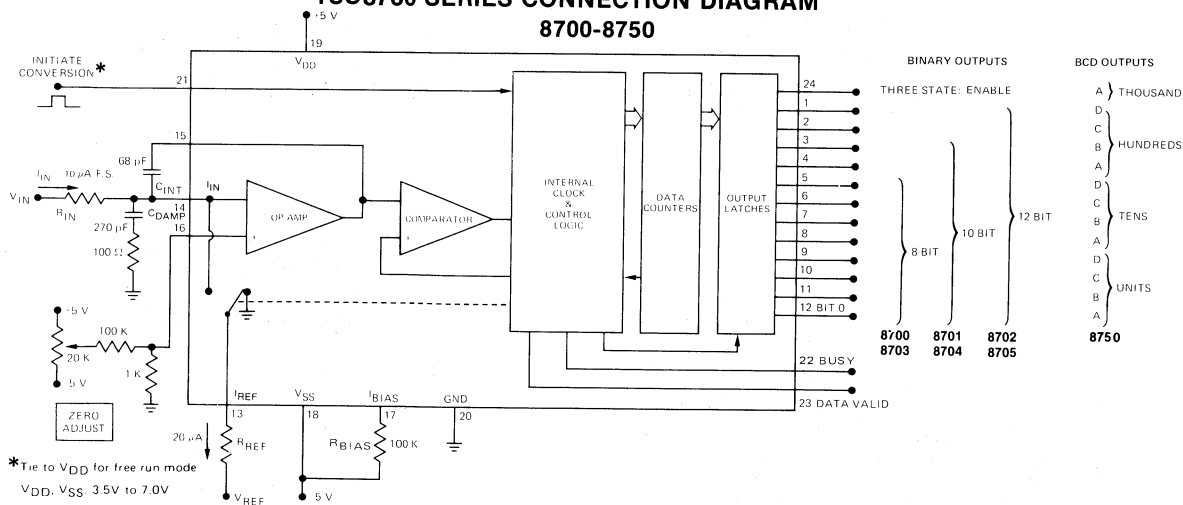 SERIES CONNECTION DIAGRAM
8700-8750
+5 V
19
VDD
INITIATE
CONVERSION*
21
15
68 pF
CINT
IIN
10 µA F.S.
VIN
RIN
14
CDAMP
IIN
270 pF
16
100 Ω
OP AMP
+
COMPARATOR
+
INTERNAL
CLOCK
&
CONTROL
LOGIC
DATA
COUNTERS
OUTPUT
LATCHES
24
1
2
3
4
5
6
7
8
9
10
11
12 BIT 0
22 BUSY
23 DATA VALID
BINARY OUTPUTS
THREE STATE: ENABLE
8 BIT
10 BIT
12 BIT
8700
8703
8701
8704
8702
8705
BCD OUTPUTS
A THOUSAND
D
C
B
A
HUNDREDS
D
C
B
A
TENS
D
C
B
A
UNITS
8750
+5 V
20 K
5 V
100 K
1 K
ZERO
ADJUST
IREF
13
20 µA
RREF
VREF
VSS
18
5 V
IBIAS
17
RBIAS
100 K
GND
20
*Tie to VDD for free run mode
VDD, VSS: 3.5V to 7.0V